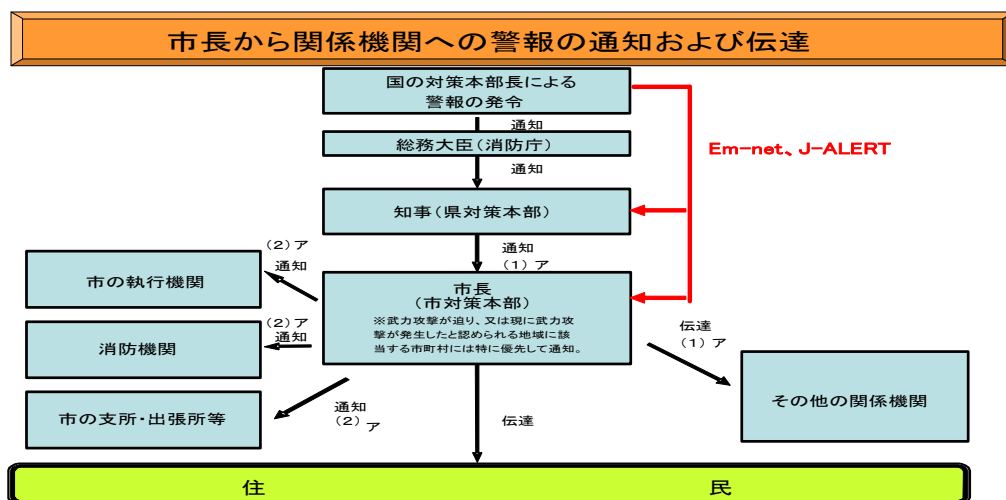 市長から関係機関への警報の通知および伝達
国の対策本部長による
警報の発令
通知
総務大臣(消防庁)
Em-net、J-ALERT
通知
知事(県対策本部)
通知
(1)ア
(2)ア
通知
市の執行機関
市長
(市対策本部)
※武力攻撃が迫り、又は現に武力攻
撃が発生したと認められる地域に該
当する市町村には特に優先して通知。
(2)ア
通知
消防機関
伝達
(1)ア
その他の関係機関
市の支所・出張所等
通知
(2)ア
伝達
住 民